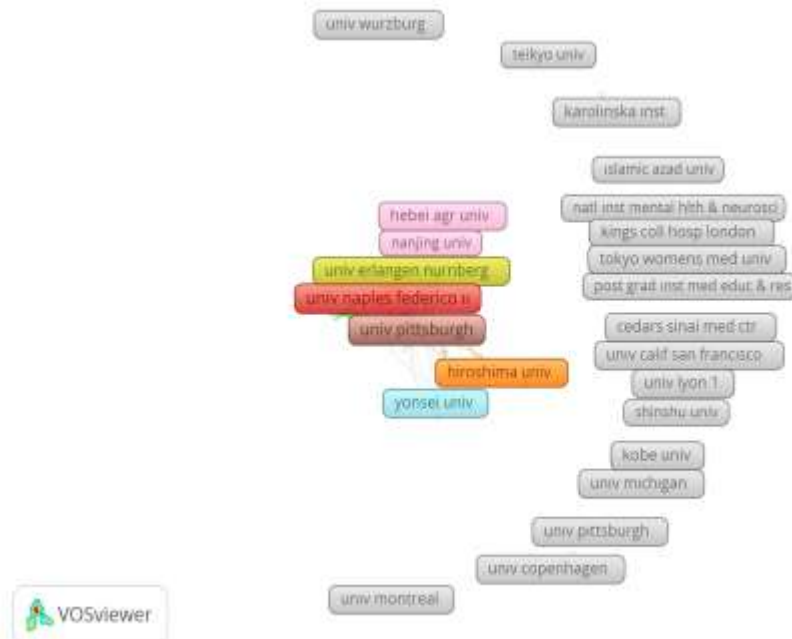 univ wurzburg
teikyo univ
karolinska inst
islamic azad univ
natl inst mental hlth & neurosci
hebei agr univ
kings coll hosp london
nanjing univ
tokyo womens med univ
univ erlangen nurnberg
post grad inst med educ & res
univ naples federico ii
cedars sinai med ctr
univ pittsburgh
univ calif san francisco
hiroshima univ
univ lyon 1
yonsei univ
shinshu univ
kobe univ
univ michigan
univ pittsburgh
univ copenhagen
univ montreal
VOSviewer